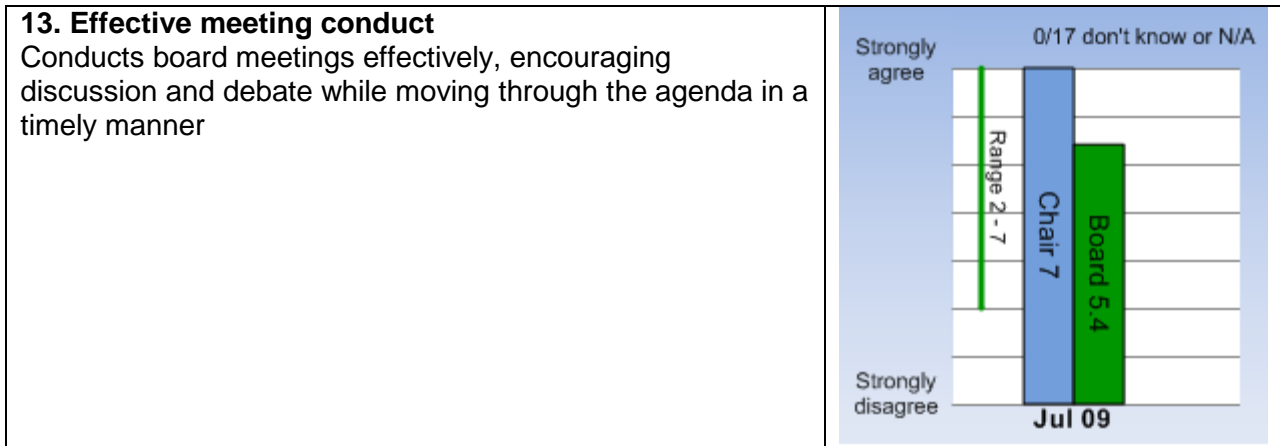 13. Effective meeting conduct
Conducts board meetings effectively, encouraging
discussion and debate while moving through the agenda in a
timely manner
0/17 don't know or N/A
Strongly
agree
Range 2 - 7
Chair 7
Board 5.4
Strongly
disagree
Jul 09